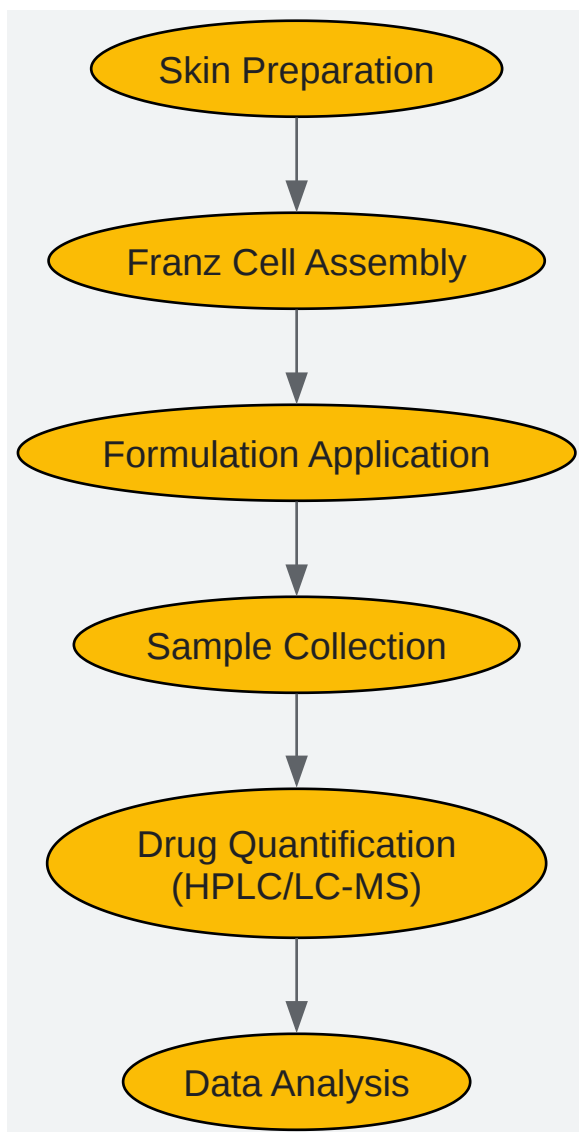 Skin Preparation
Franz Cell Assembly
Formulation Application
Sample Collection
Drug Quantification
(HPLC/LC-MS)
Data Analysis